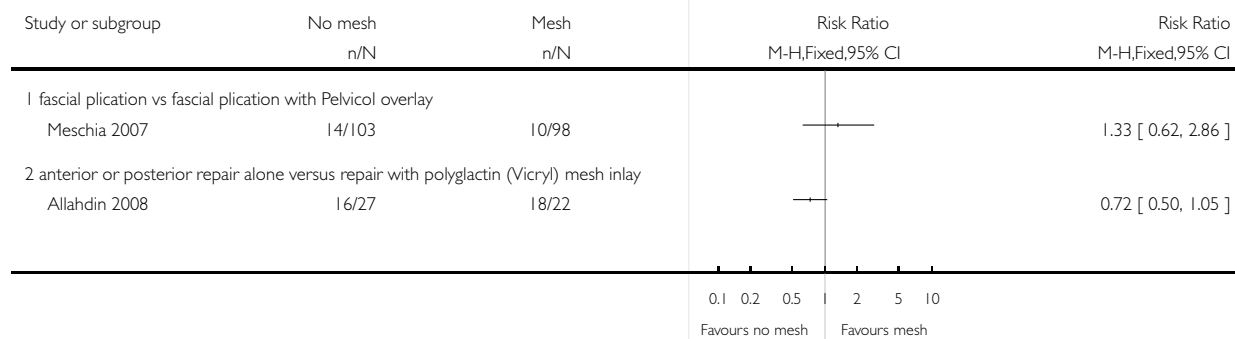 Study or subgroup No mesh Mesh Risk Ratio Risk Ratio
n/N n/N M-H,Fixed,95% CI M-H,Fixed,95% CI
1 fascial plication vs fascial plication with Pelvicol overlay
Meschia 2007 14/103 10/98 1.33 [ 0.62, 2.86 ]
2 anterior or posterior repair alone versus repair with polyglactin (Vicryl) mesh inlay
Allahdin 2008 16/27 18/22 0.72 [ 0.50, 1.05 ]
0.1 0.2 0.5 1 2 5 10
Favours no mesh Favours mesh